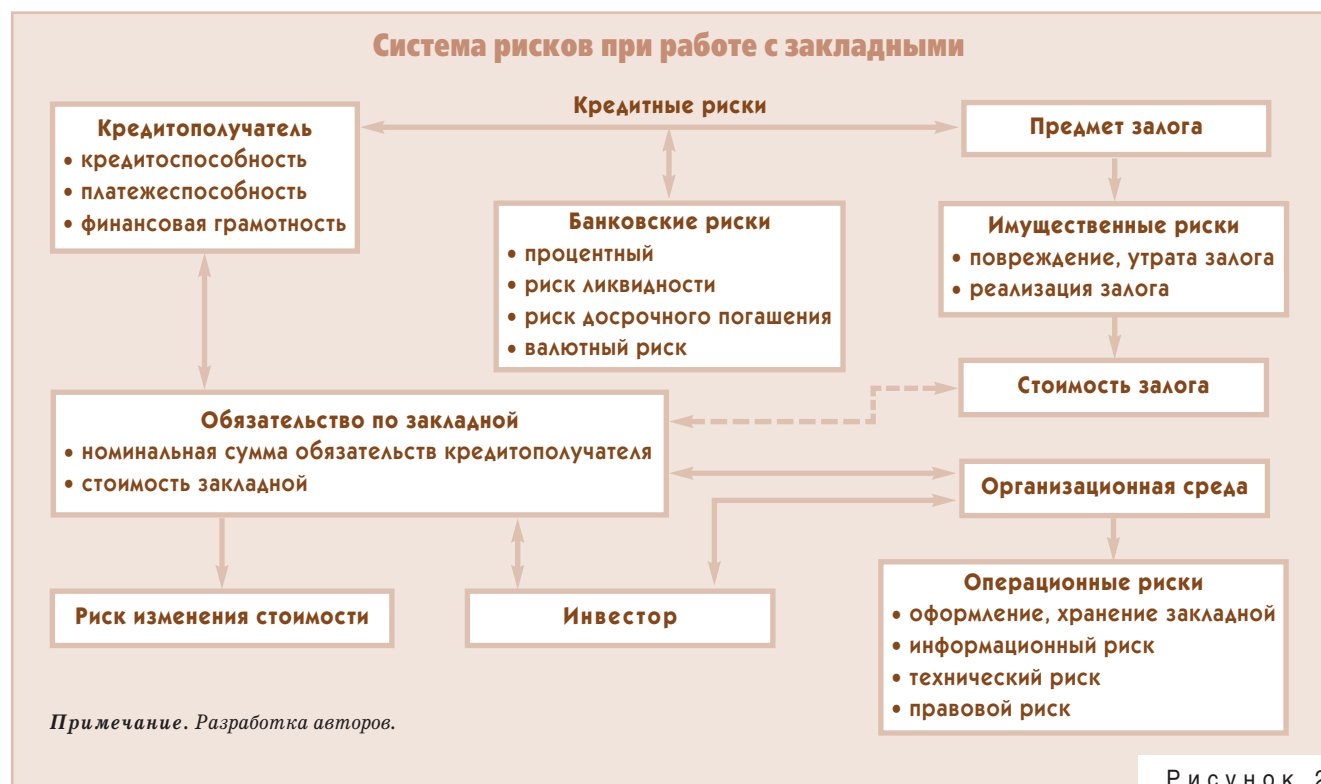 Система рисков при работе с закладными
Кредитные риски
Кредитополучатель
• кредитоспособность
• платежеспособность
• финансовая грамотность
Предмет залога
Банковские риски
• процентный
• риск ликвидности
• риск досрочного погашения
• валютный риск
Имущественные риски
• повреждение, утрата залога
• реализация залога
Стоимость залога
Обязательство по закладной
• номинальная сумма обязательств кредитополучателя
• стоимость закладной
Организационная среда
Риск изменения стоимости
Инвестор
Операционные риски
• оформление, хранение закладной
• информационный риск
• технический риск
• правовой риск
Примечание. Разработка авторов.
Рисунок 2